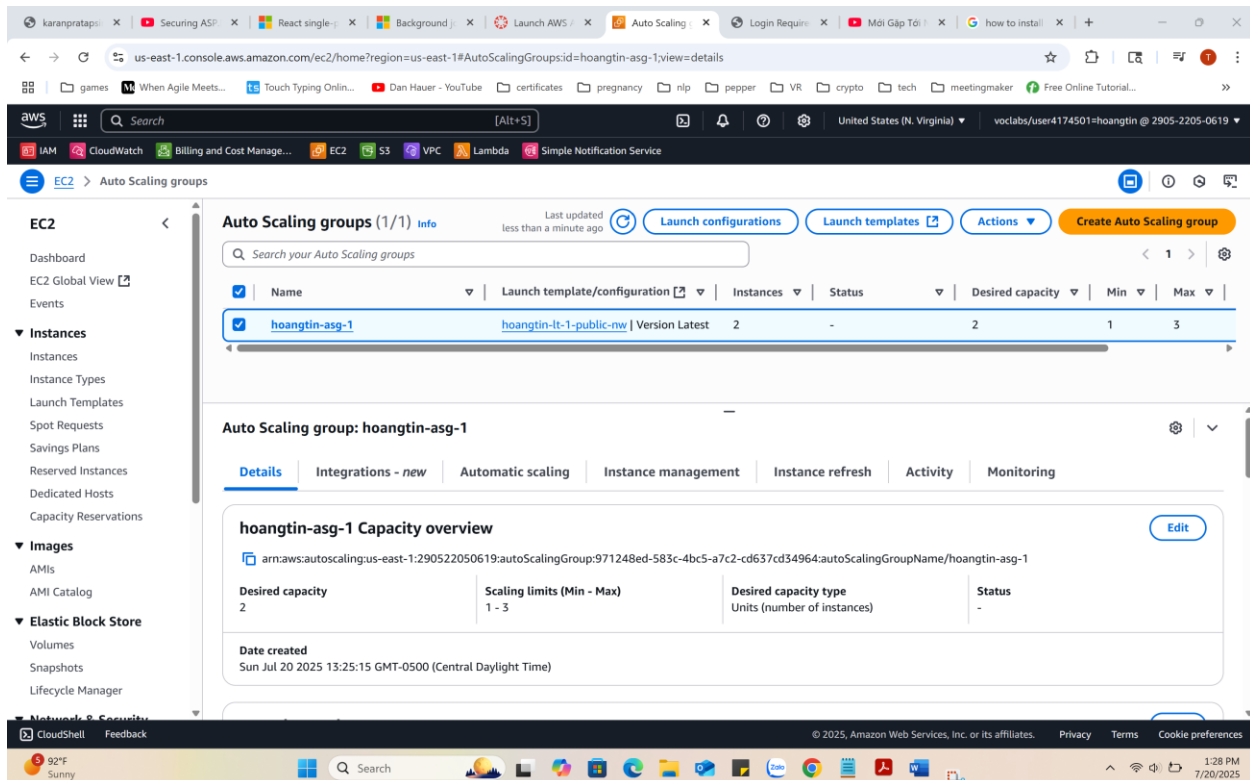 karanpratapsi
Securing ASP.
React single-p
Background jo
Launch AWS A
Auto Scaling g
Login Require
Mới Gặp Tới N
how to install
us-east-1.console.aws.amazon.com/ec2/home?region=us-east-1#AutoScalingGroups:id=hoangtin-asg-1;view=details
T
games
When Agile Meets...
Touch Typing Onlin...
Dan Hauer - YouTube
certificates
pregnancy
nlp
pepper
VR
crypto
tech
meetingmaker
Free Online Tutorial...
aws
Search
[Alt+S]
United States (N. Virginia)
voclabs/user4174501=hoangtin @ 2905-2205-0619
IAM
CloudWatch
Billing and Cost Manage...
EC2
S3
VPC
Lambda
Simple Notification Service
EC2 > Auto Scaling groups
EC2
Dashboard
EC2 Global View
Events
Instances
Instances
Instance Types
Launch Templates
Spot Requests
Savings Plans
Reserved Instances
Dedicated Hosts
Capacity Reservations
Images
AMIs
AMI Catalog
Elastic Block Store
Volumes
Snapshots
Lifecycle Manager
Network & Security
Auto Scaling groups (1/1) Info
Last updated
less than a minute ago
Launch configurations
Launch templates
Actions
Create Auto Scaling group
Search your Auto Scaling groups
1
Name
Launch template/configuration
Instances
Status
Desired capacity
Min
Max
hoangtin-asg-1
hoangtin-lt-1-public-nw | Version Latest
2
-
2
1
3
Auto Scaling group: hoangtin-asg-1
Details
Integrations - new
Automatic scaling
Instance management
Instance refresh
Activity
Monitoring
hoangtin-asg-1 Capacity overview
Edit
arn:aws:autoscaling:us-east-1:290522050619:autoScalingGroup:971248ed-583c-4bc5-a7c2-cd637cd34964:autoScalingGroupName/hoangtin-asg-1
Desired capacity
2
Scaling limits (Min - Max)
1 - 3
Desired capacity type
Units (number of instances)
Status
-
Date created
Sun Jul 20 2025 13:25:15 GMT-0500 (Central Daylight Time)
CloudShell
Feedback
© 2025, Amazon Web Services, Inc. or its affiliates.
Privacy
Terms
Cookie preferences
5
92°F
Sunny
Search
Zalo
1:28 PM
7/20/2025